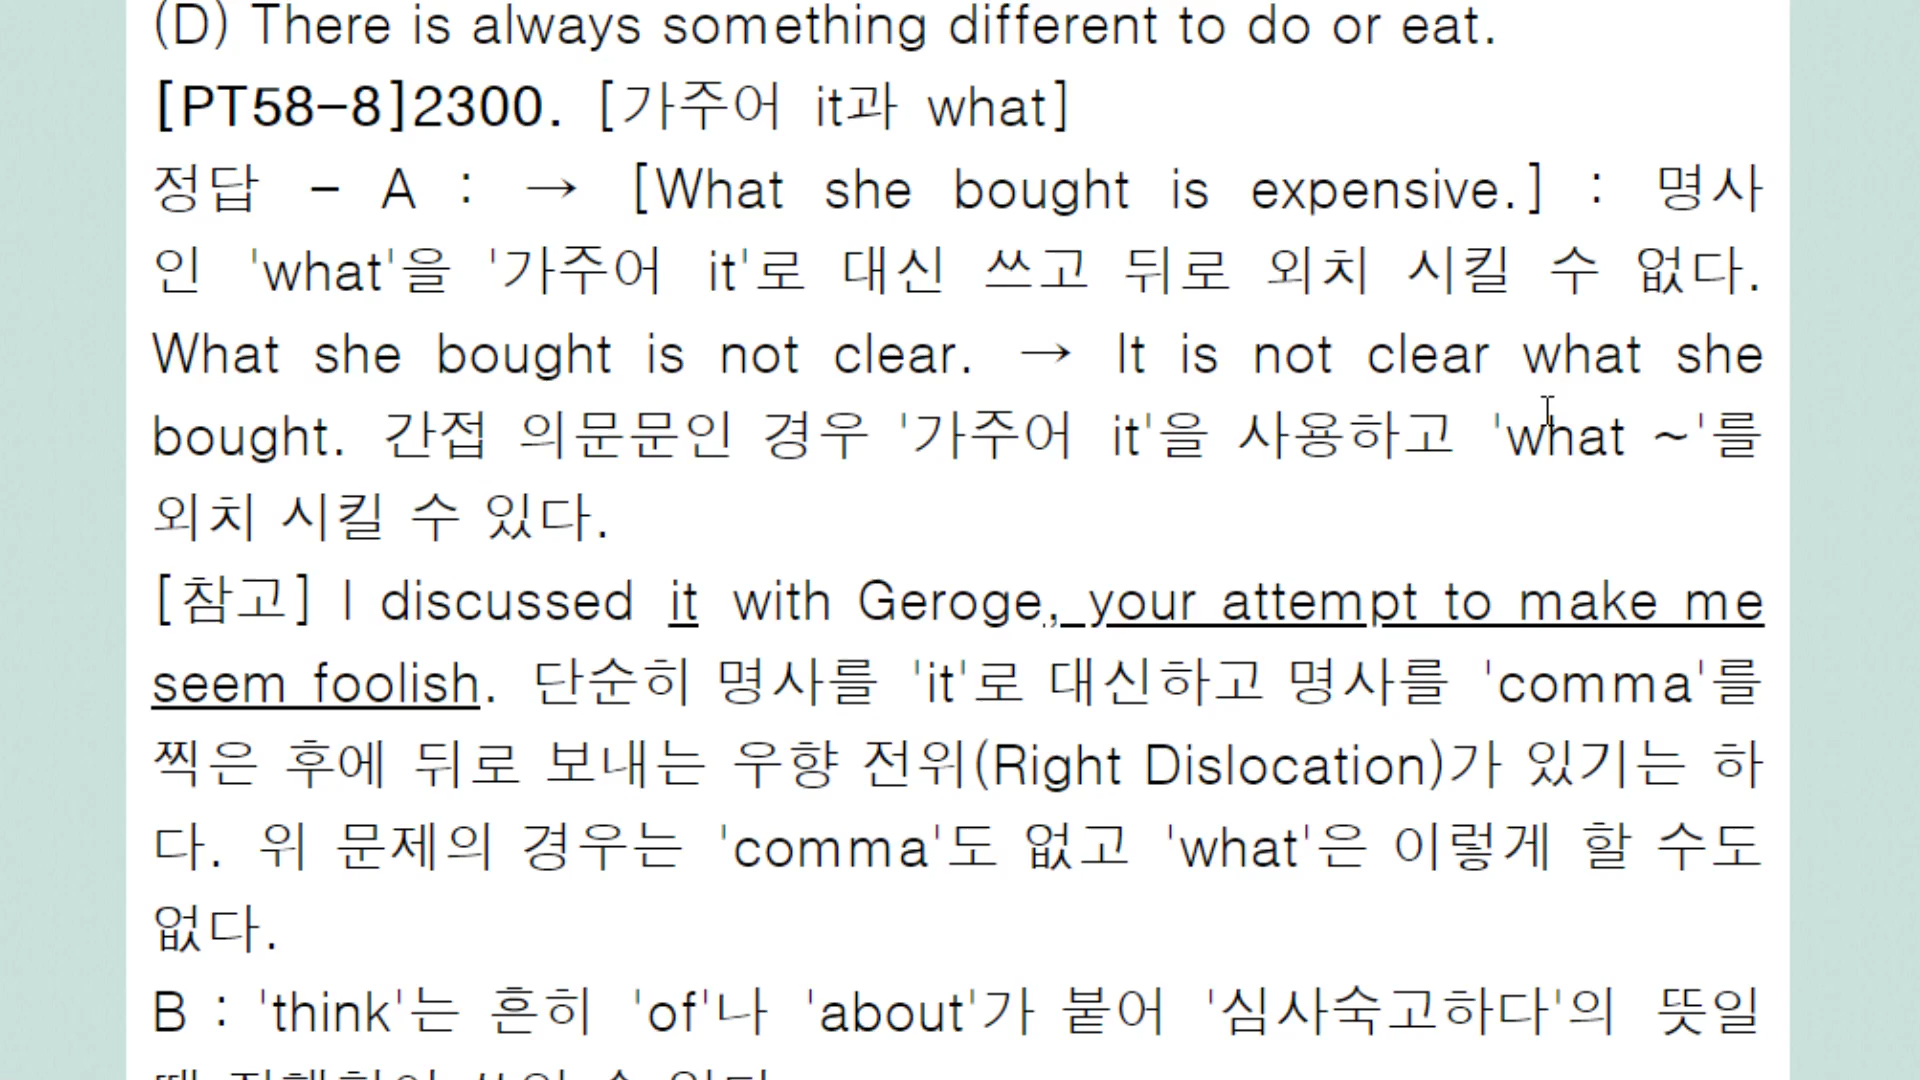 (D) There is always something different to do or eat.
[PT58-8]2300. [가주어 it과 what]
정답 - A : → [What she bought is expensive.] : 명사
인 'what'을 '가주어 it'로 대신 쓰고 뒤로 외치 시킬 수 없다.
What she bought is not clear. → It is not clear what she
bought. 간접 의문문인 경우 '가주어 it'을 사용하고 'what ~'를
외치 시킬 수 있다.
[참고] I discussed it with Geroge, your attempt to make me
seem foolish. 단순히 명사를 'it'로 대신하고 명사를 'comma'를
찍은 후에 뒤로 보내는 우향 전위(Right Dislocation)가 있기는 하
다. 위 문제의 경우는 'comma'도 없고 'what'은 이렇게 할 수도
없다.
B : 'think'는 흔히 'of'나 'about'가 붙어 '심사숙고하다'의 뜻일